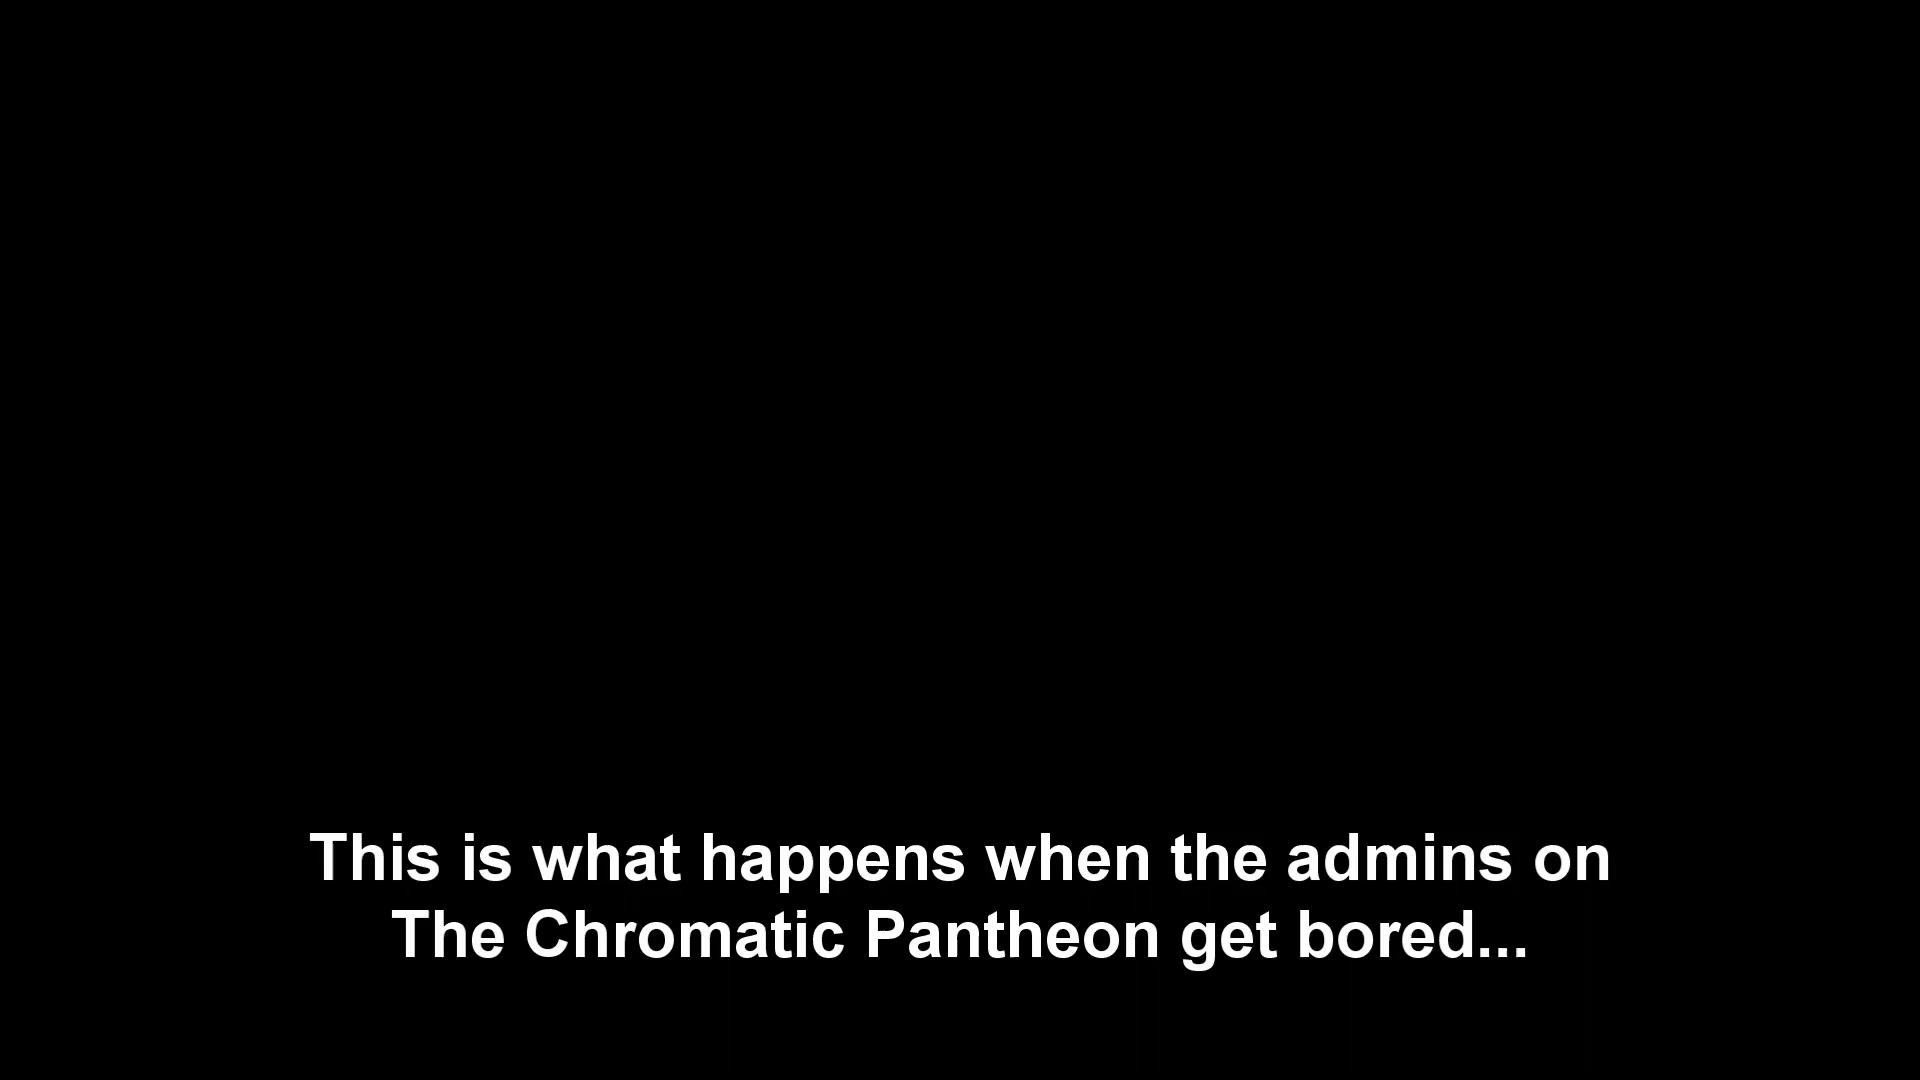 This is what happens when the admins on
The Chromatic Pantheon get bored...